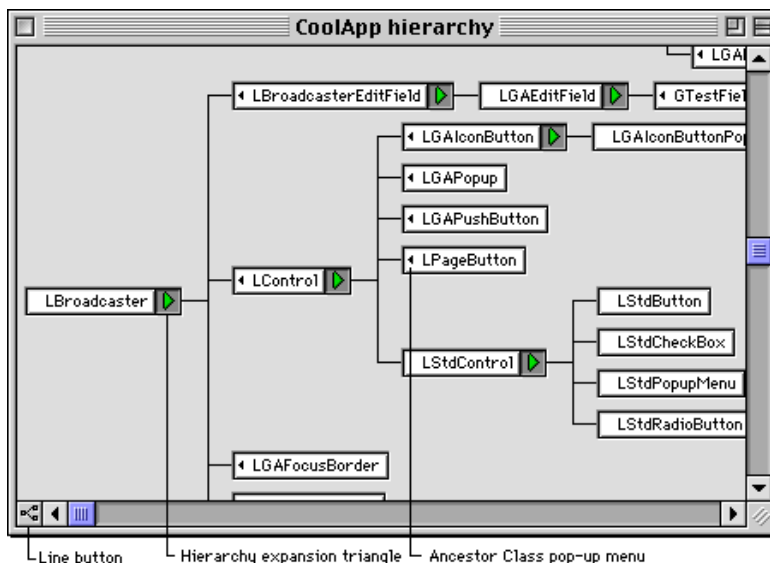 CoolApp hierarchy
LBroadcasterEditField
LGAEditField
LGAIconButton
LGAPopup
LGAPushButton
LControl
LPageButton
LBroadcaster
LStdButton
LStdCheckBox
LStdControl
LStdPopupMenu
LStdRadioButton
LGAFocusBorder
Line button
Hierarchy expansion triangle
Ancestor Class pop-up menu